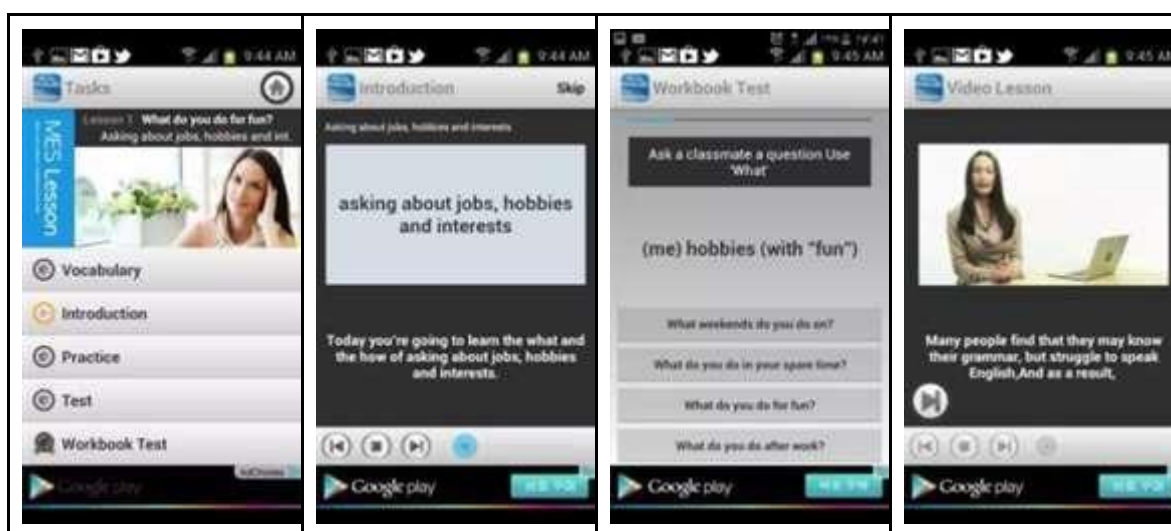 9:44 AM
Tasks
MES Lesson
Lesson 1 What do you do for fun?
Asking about jobs, hobbies and int.
Vocabulary
Introduction
Practice
Test
Workbook Test
Google play
9:44 AM
Introduction
Skip
Asking about jobs, hobbies and interests
asking about jobs, hobbies
and interests
Today you're going to learn the what and
the how of asking about jobs, hobbies
and interests.
Google play
9:45 AM
Workbook Test
Ask a classmate a question Use
'What'
(me) hobbies (with "fun")
What weekends do you do on?
What do you do in your spare time?
What do you do for fun?
What do you do after work?
Google play
9:45 AM
Video Lesson
Many people find that they may know
their grammar, but struggle to speak
English,And as a result,
Google play